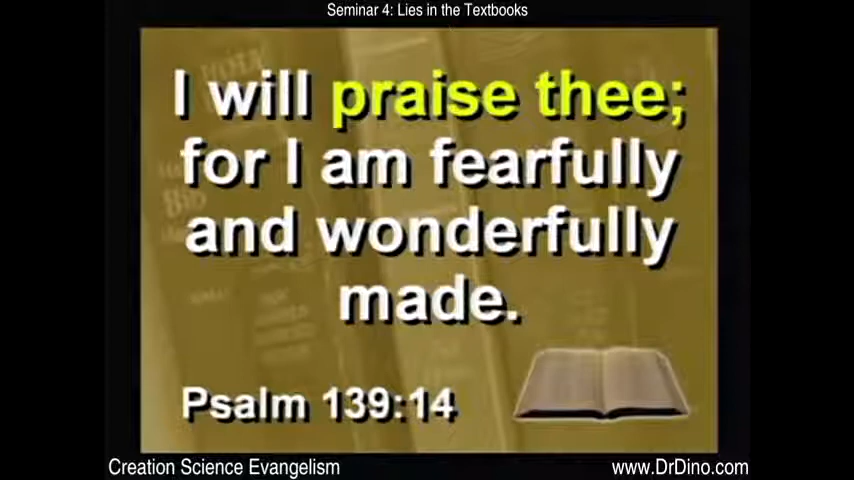 Seminar 4: Lies in the Textbooks
I will praise thee;
for I am fearfully
and wonderfully
made.
Psalm 139:14
Creation Science Evangelism
www.DrDino.com